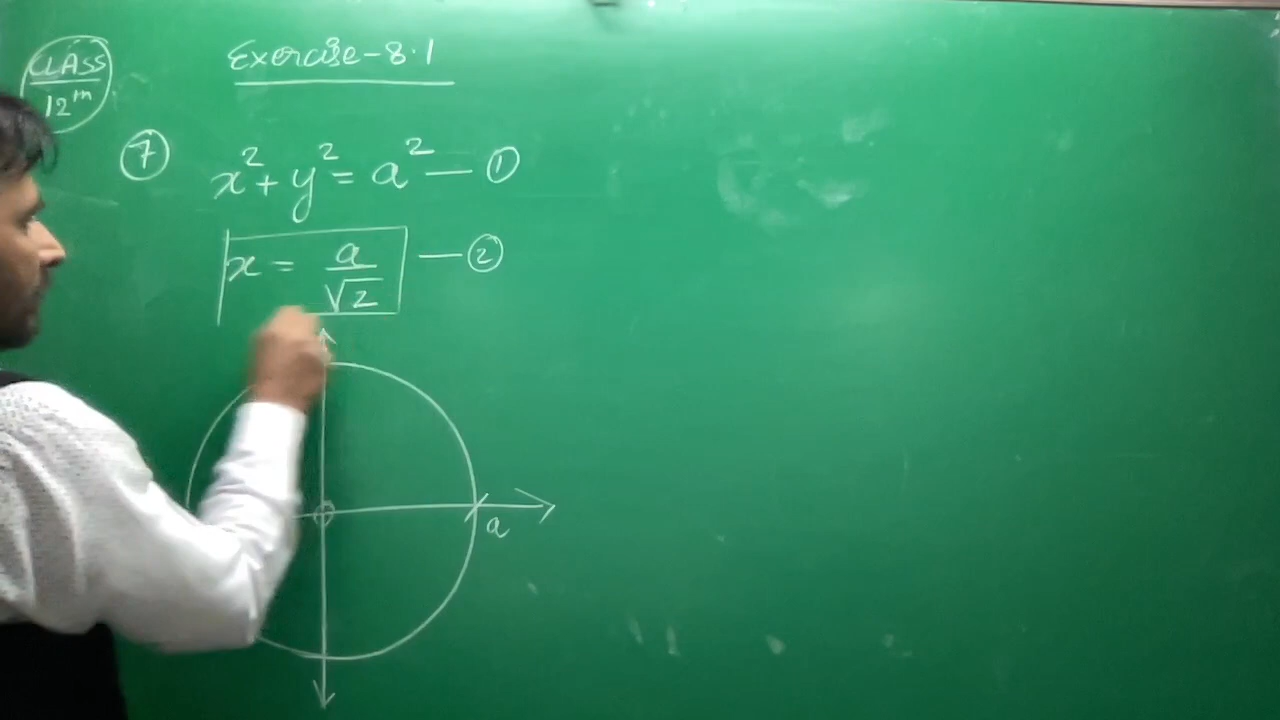 CLASS
12th
Exercise-8.1
7
x² + y² = a² — ①
x = a/√2 — ②
a